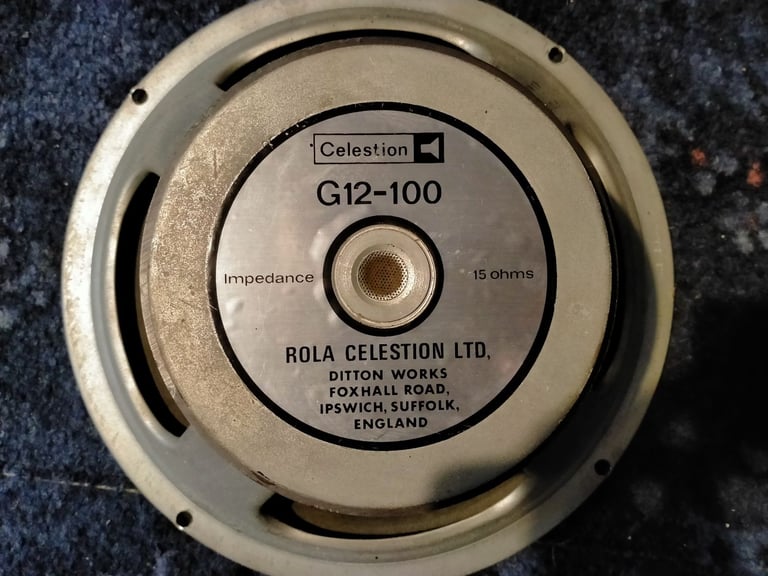 Celestion
G12-100
Impedance 15 ohms
ROLA CELESTION LTD,
DITTON WORKS
FOXHALL ROAD,
IPSWICH, SUFFOLK,
ENGLAND